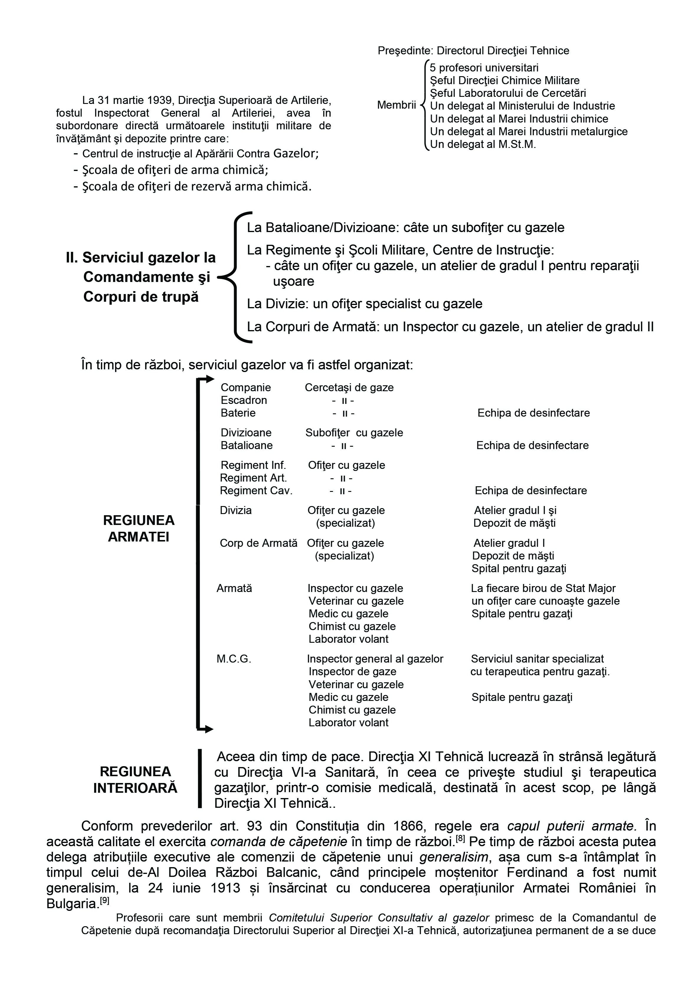 Preşedinte: Directorul Direcţiei Tehnice
Membrii
5 profesori universitari
Şeful Direcţiei Chimice Militare
Şeful Laboratorului de Cercetări
Un delegat al Ministerului de Industrie
Un delegat al Marei Industrii chimice
Un delegat al Marei Industrii metalurgice
Un delegat al M.St.M.
La 31 martie 1939, Direcţia Superioară de Artilerie,
fostul Inspectorat General al Artileriei, avea în
subordonare directă următoarele instituţii militare de
învăţământ şi depozite printre care:
- Centrul de instrucţie al Apărării Contra Gazelor;
- Şcoala de ofiţeri de arma chimică;
- Şcoala de ofiţeri de rezervă arma chimică.
II. Serviciul gazelor la
Comandamente şi
Corpuri de trupă
La Batalioane/Divizioane: câte un subofiţer cu gazele
La Regimente şi Şcoli Militare, Centre de Instrucţie:
- câte un ofiţer cu gazele, un atelier de gradul I pentru reparaţii
uşoare
La Divizie: un ofiţer specialist cu gazele
La Corpuri de Armată: un Inspector cu gazele, un atelier de gradul II
În timp de război, serviciul gazelor va fi astfel organizat:
REGIUNEA
ARMATEI
Companie Cercetaşi de gaze
Escadron - II -
Baterie - II - Echipa de desinfectare
Divizioane Subofiţer cu gazele
Batalioane - II - Echipa de desinfectare
Regiment Inf. Ofiţer cu gazele
Regiment Art. - II -
Regiment Cav. - II - Echipa de desinfectare
Divizia Ofiţer cu gazele Atelier gradul I şi
(specializat) Depozit de măşti
Corp de Armată Ofiţer cu gazele Atelier gradul I
(specializat) Depozit de măşti
Spital pentru gazaţi
Armată Inspector cu gazele La fiecare birou de Stat Major
Veterinar cu gazele un ofiţer care cunoaşte gazele
Medic cu gazele Spitale pentru gazaţi
Chimist cu gazele
Laborator volant
M.C.G. Inspector general al gazelor Serviciul sanitar specializat
Inspector de gaze cu terapeutica pentru gazaţi.
Veterinar cu gazele
Medic cu gazele Spitale pentru gazaţi
Chimist cu gazele
Laborator volant
REGIUNEA
INTERIOARĂ
Aceea din timp de pace. Direcţia XI Tehnică lucrează în strânsă legătură
cu Direcţia VI-a Sanitară, în ceea ce priveşte studiul şi terapeutica
gazaţilor, printr-o comisie medicală, destinată în acest scop, pe lângă
Direcţia XI Tehnică..
Conform prevederilor art. 93 din Constituția din 1866, regele era capul puterii armate. În
această calitate el exercita comanda de căpetenie în timp de război.[8] Pe timp de război acesta putea
delega atribuțiile executive ale comenzii de căpetenie unui generalisim, așa cum s-a întâmplat în
timpul celui de-Al Doilea Război Balcanic, când principele moștenitor Ferdinand a fost numit
generalisim, la 24 iunie 1913 și însărcinat cu conducerea operațiunilor Armatei României în
Bulgaria.[9]
Profesorii care sunt membrii Comitetului Superior Consultativ al gazelor primesc de la Comandantul de
Căpetenie după recomandaţia Directorului Superior al Direcţiei XI-a Tehnică, autorizaţiunea permanent de a se duce